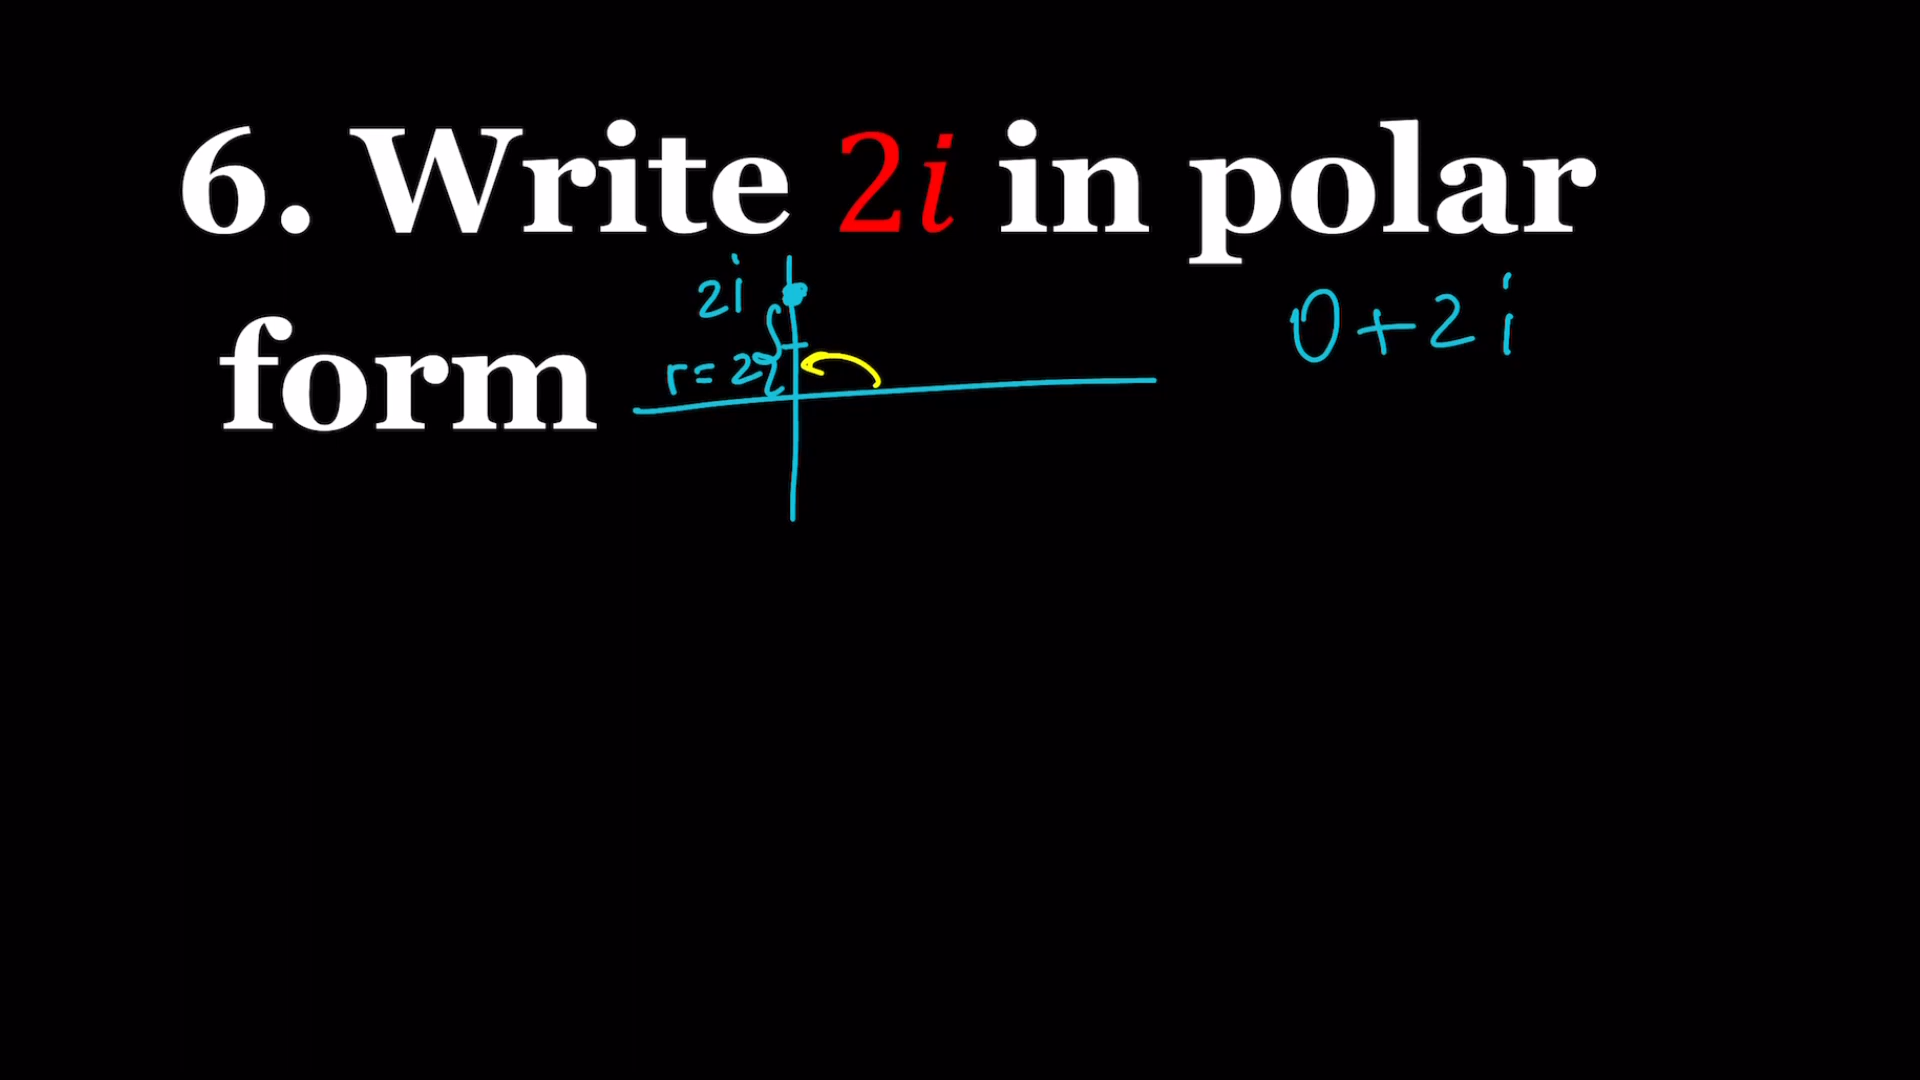 6. Write 2i in polar
form
2i
0+2i
r=2